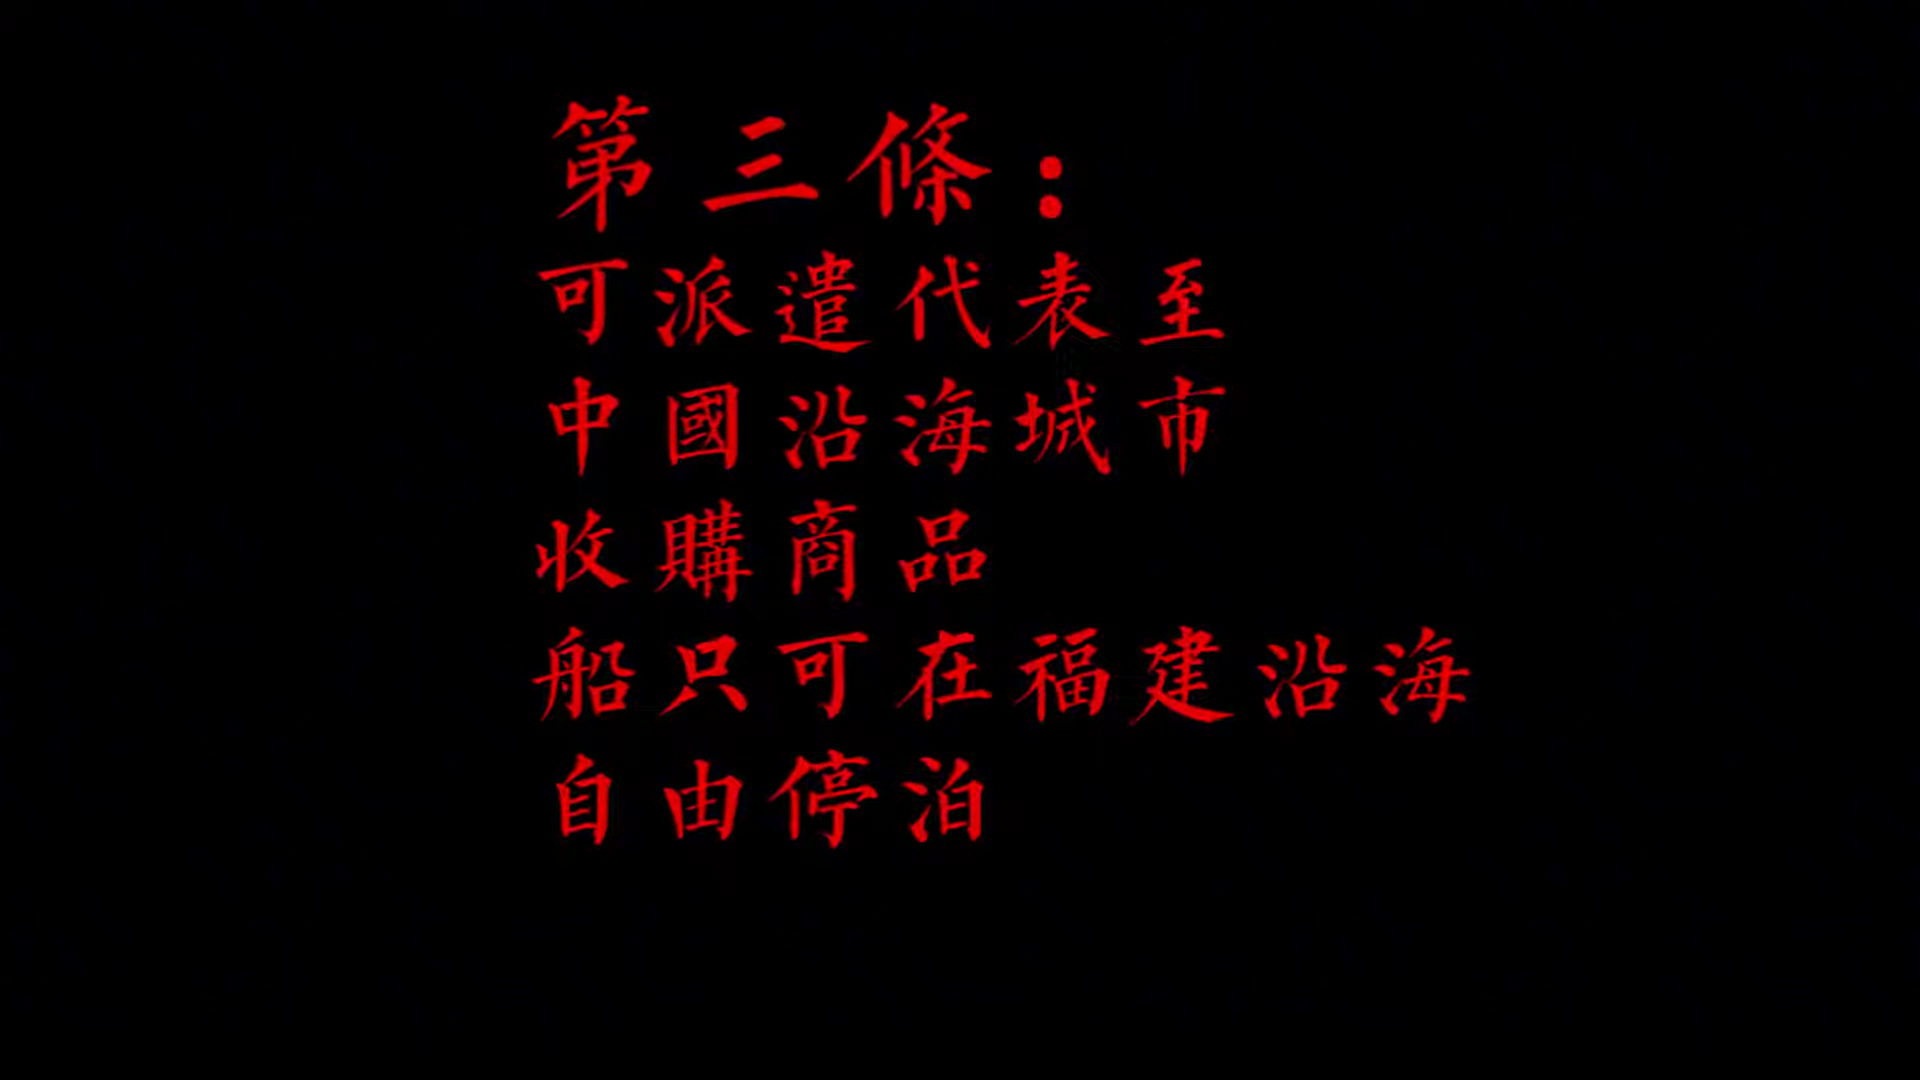 第三條：
可派遣代表至
中國沿海城市
收購商品
船只可在福建沿海
自由停泊